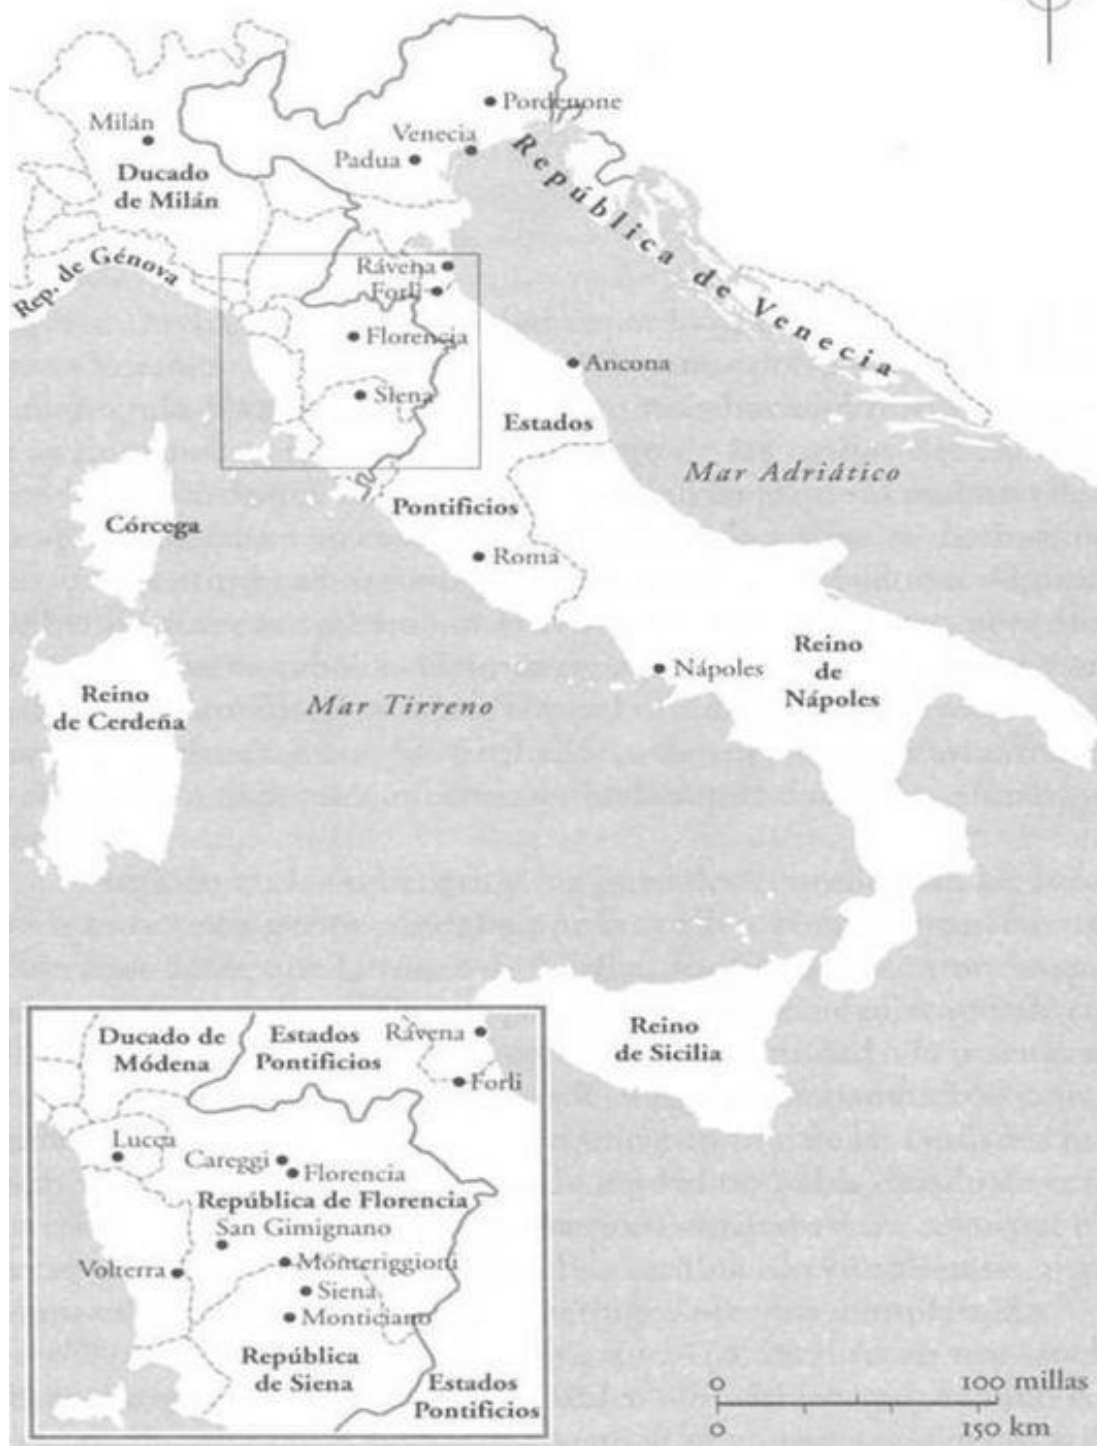 Pordenone
Milán
Venecia
Padua
Ducado
de Milán
República de Venecia
Rep. de Génova
Rávena
Forli
Florencia
Ancona
Siena
Estados
Mar Adriático
Pontificios
Córcega
Roma
Reino
de
Nápoles
Nápoles
Reino
de Cerdeña
Mar Tirreno
Reino
de Sicilia
Ducado de
Módena
Estados
Pontificios
Rávena
Forli
Lucca
Careggi
Florencia
República de Florencia
San Gimignano
Monteriggioni
Volterra
Siena
Monticiano
República
de Siena
Estados
Pontificios
0 100 millas
0 150 km